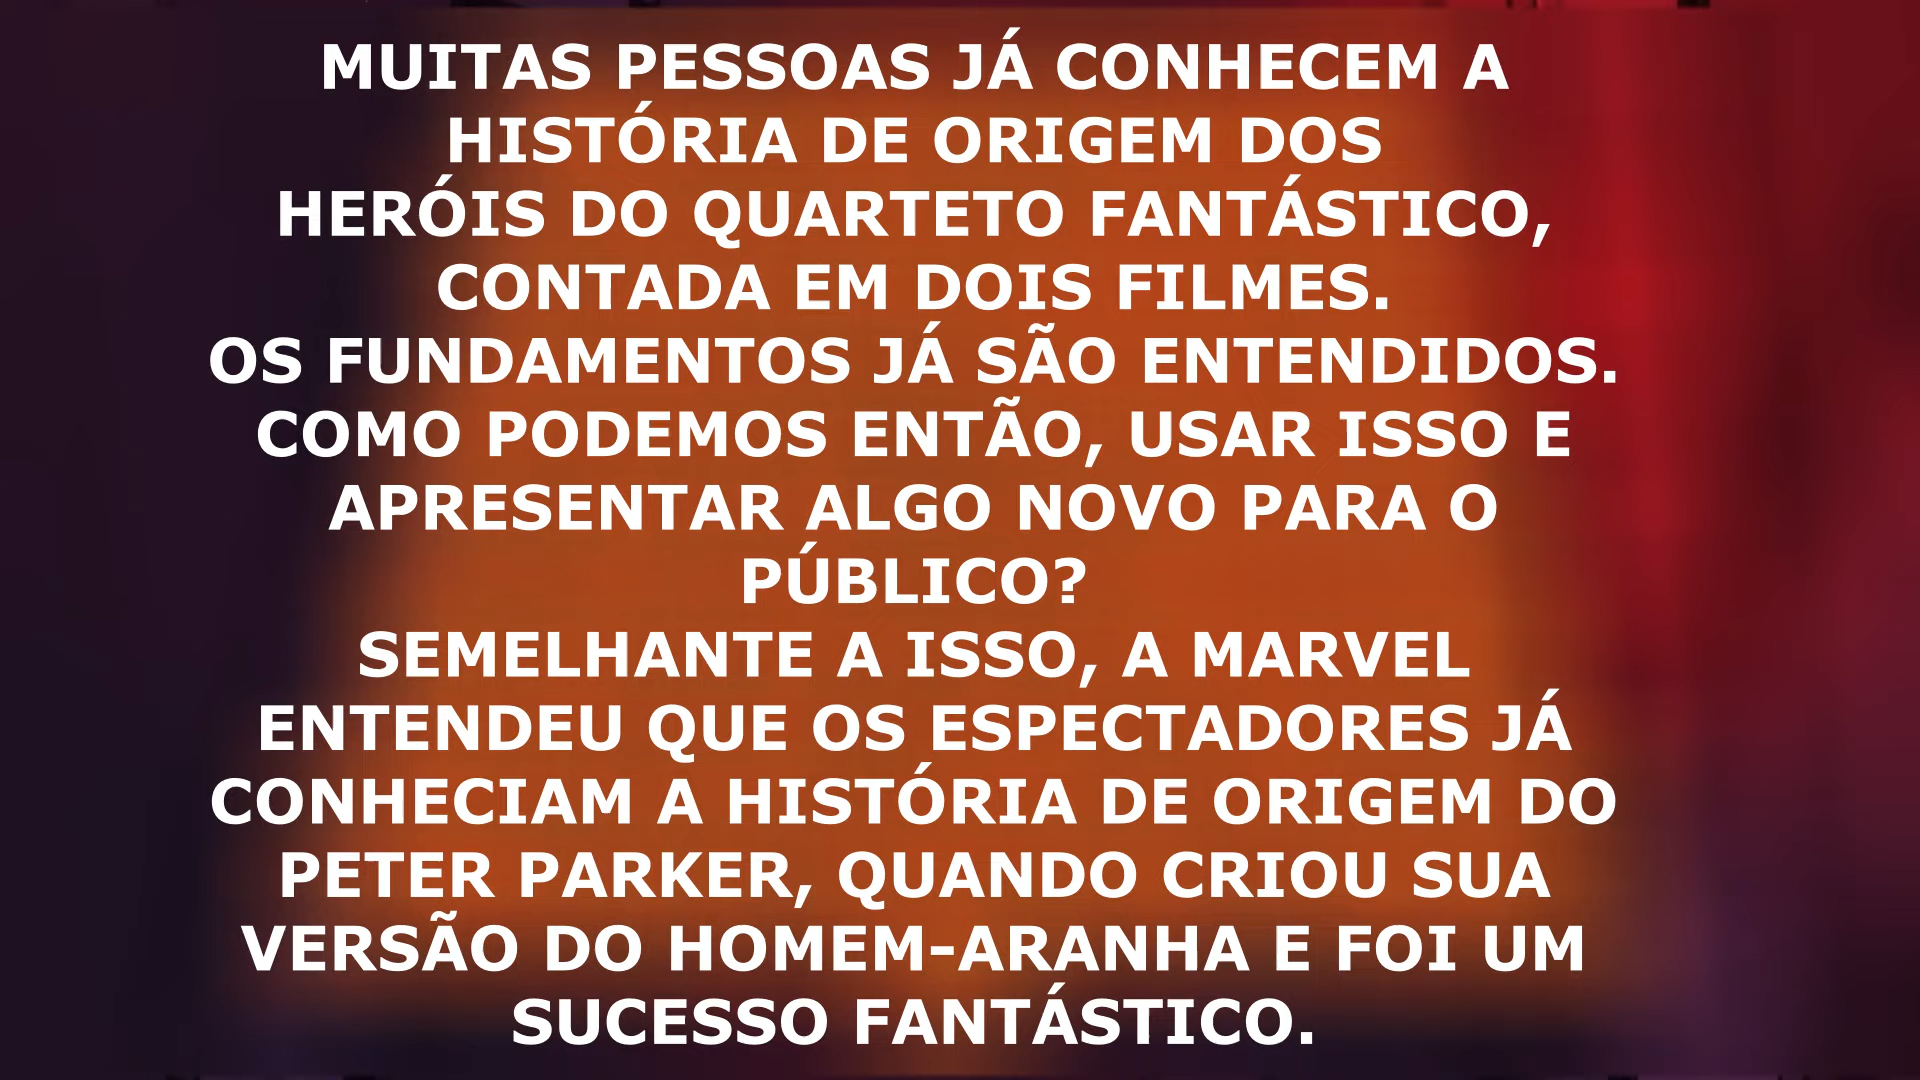 MUITAS PESSOAS JÁ CONHECEM A
HISTÓRIA DE ORIGEM DOS
HERÓIS DO QUARTETO FANTÁSTICO,
CONTADA EM DOIS FILMES.
OS FUNDAMENTOS JÁ SÃO ENTENDIDOS.
COMO PODEMOS ENTÃO, USAR ISSO E
APRESENTAR ALGO NOVO PARA O
PÚBLICO?
SEMELHANTE A ISSO, A MARVEL
ENTENDEU QUE OS ESPECTADORES JÁ
CONHECIAM A HISTÓRIA DE ORIGEM DO
PETER PARKER, QUANDO CRIOU SUA
VERSÃO DO HOMEM-ARANHA E FOI UM
SUCESSO FANTÁSTICO.